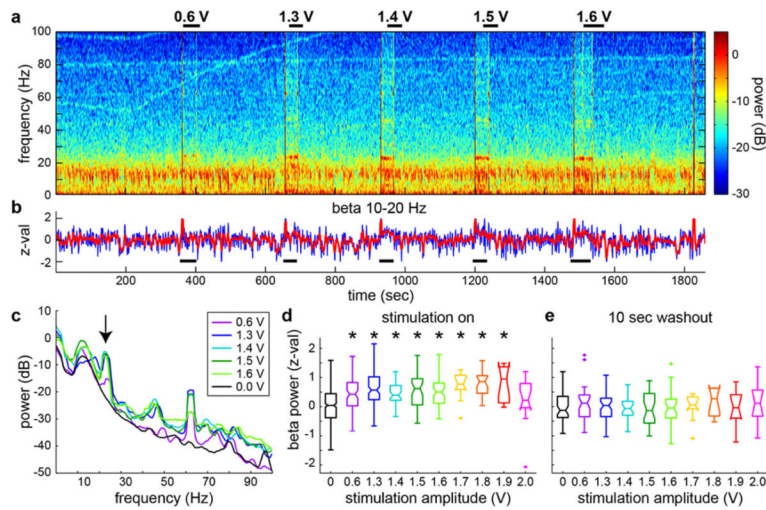 a
0.6 V 1.3 V 1.4 V 1.5 V 1.6 V
frequency (Hz)
100
80
60
40
20
0
power (dB)
0
-10
-20
-30
b
beta 10-20 Hz
z-val
2
0
-2
200 400 600 800 1000 1200 1400 1600 1800
time (sec)
c
power (dB)
10
0
-10
-20
-30
-40
-50
0.6 V
1.3 V
1.4 V
1.5 V
1.6 V
0.0 V
0 20 40 60 80
frequency (Hz)
d
stimulation on
* * * * * * * *
beta power (z-val)
2
1
0
-1
-2
0 0.6 1.3 1.4 1.5 1.6 1.7 1.8 1.9 2.0
stimulation amplitude (V)
e
10 sec washout
0 0.6 1.3 1.4 1.5 1.6 1.7 1.8 1.9 2.0
stimulation amplitude (V)